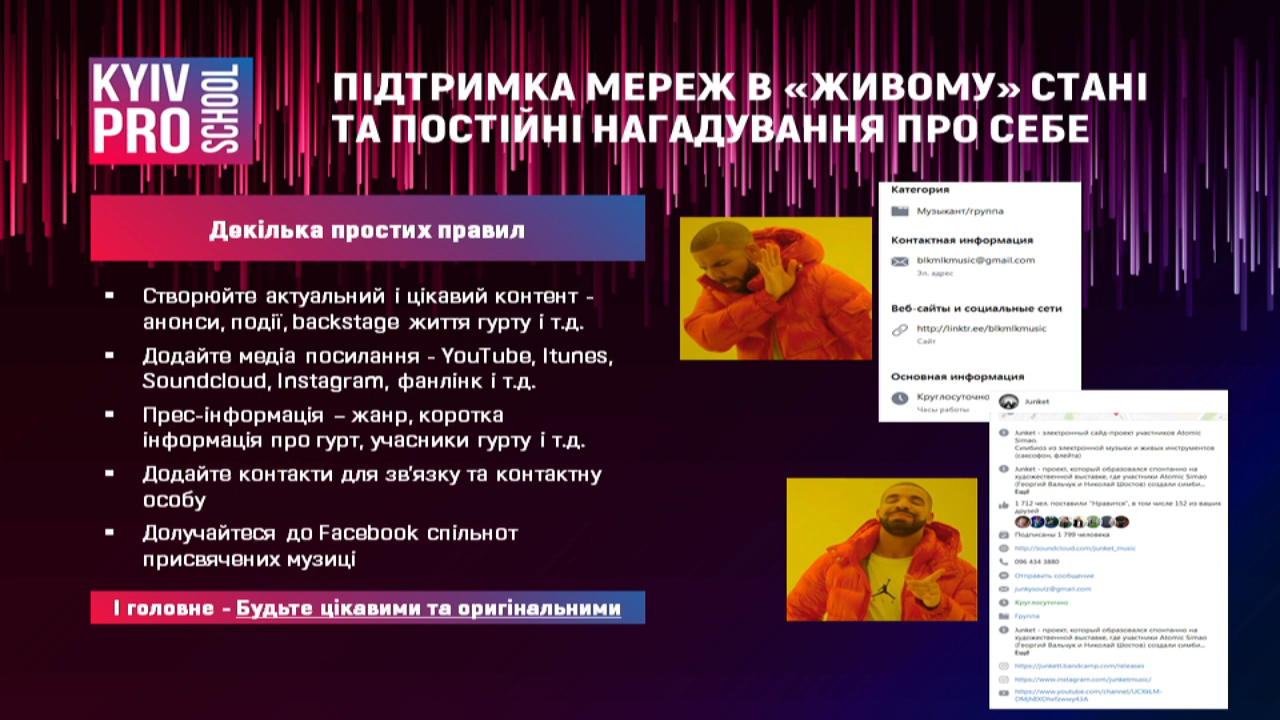 KYIV
PRO
SCHOOL
ПІДТРИМКА МЕРЕЖ В «ЖИВОМУ» СТАНІ
ТА ПОСТІЙНІ НАГАДУВАННЯ ПРО СЕБЕ
Декілька простих правил
Створюйте актуальний і цікавий контент -
анонси, події, backstage життя гурту і т.д.
Додайте медіа посилання - YouTube, Itunes,
Soundcloud, Instagram, фанлінк і т.д.
Прес-інформація – жанр, коротка
інформація про гурт, учасники гурту і т.д.
Додайте контакти для зв'язку та контактну
особу
Долучайтеся до груп та спільнот
присвячених музиці
І головне - Будьте цікавими та оригінальними
Категория
Музыкант/группа
Контактная информация
blkmlkmusic@gmail.com
Эл. адрес
Веб-сайты и социальные сети
http://linktr.ee/blkmlkmusic
Сайт
Основная информация
Круглосуточно
Часы работы
Junket
Junket - электронный сайд-проект участников Atomic
Simao.
Симбиоз из электронной музыки и живых инструментов
(саксофон, флейта)
Junket - проект, который образовался спонтанно на
художественной выставке, где участники Atomic Simao
(Георгий Вальчук и Николай Шостов) создали симби...
Ещё
1 712 чел. поставили "Нравится", в том числе 152 из ваших
друзей
Подписаны 1 799 человека
http://soundcloud.com/junket_music
096 434 3880
Отправить сообщение
junkysoulz@gmail.com
Круглосуточно
Группа
Junket - проект, который образовался спонтанно на
художественной выставке, где участники Atomic Simao
(Георгий Вальчук и Николай Шостов) создали симби...
Ещё
https://junkett.bandcamp.com/releases
https://www.instagram.com/junketmusic/